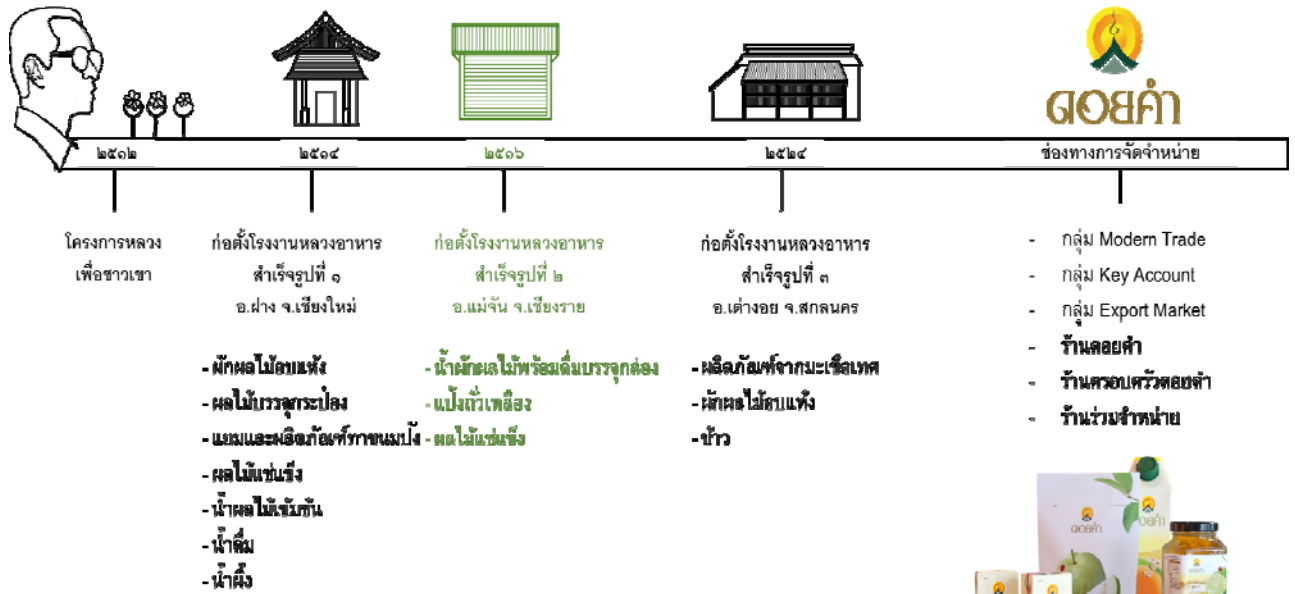 ดอยคำ
๒๕๑๒
๒๕๑๔
๒๕๑๖
๒๕๒๔
ช่องทางการจัดจำหน่าย
โครงการหลวง
เพื่อชาวเขา
ก่อตั้งโรงงานหลวงอาหาร
สำเร็จรูปที่ ๑
อ.ฝาง จ.เชียงใหม่
- ผักผลไม้อบแห้ง
- ผลไม้บรรจุกระป๋อง
- แยมและผลิตภัณฑ์ทาขนมปัง
- ผลไม้แช่แข็ง
- น้ำผลไม้เข้มข้น
- น้ำดื่ม
- น้ำผึ้ง
ก่อตั้งโรงงานหลวงอาหาร
สำเร็จรูปที่ ๒
อ.แม่จัน จ.เชียงราย
- น้ำผักผลไม้พร้อมดื่มบรรจุกล่อง
- แป้งถั่วเหลือง
- ผลไม้แช่แข็ง
ก่อตั้งโรงงานหลวงอาหาร
สำเร็จรูปที่ ๓
อ.เต่างอย จ.สกลนคร
- ผลิตภัณฑ์จากมะเขือเทศ
- ผักผลไม้อบแห้ง
- ข้าว
- กลุ่ม Modern Trade
- กลุ่ม Key Account
- กลุ่ม Export Market
- ร้านดอยคำ
- ร้านครอบครัวดอยคำ
- ร้านร่วมจำหน่าย
ดอยคำ
อยคำ